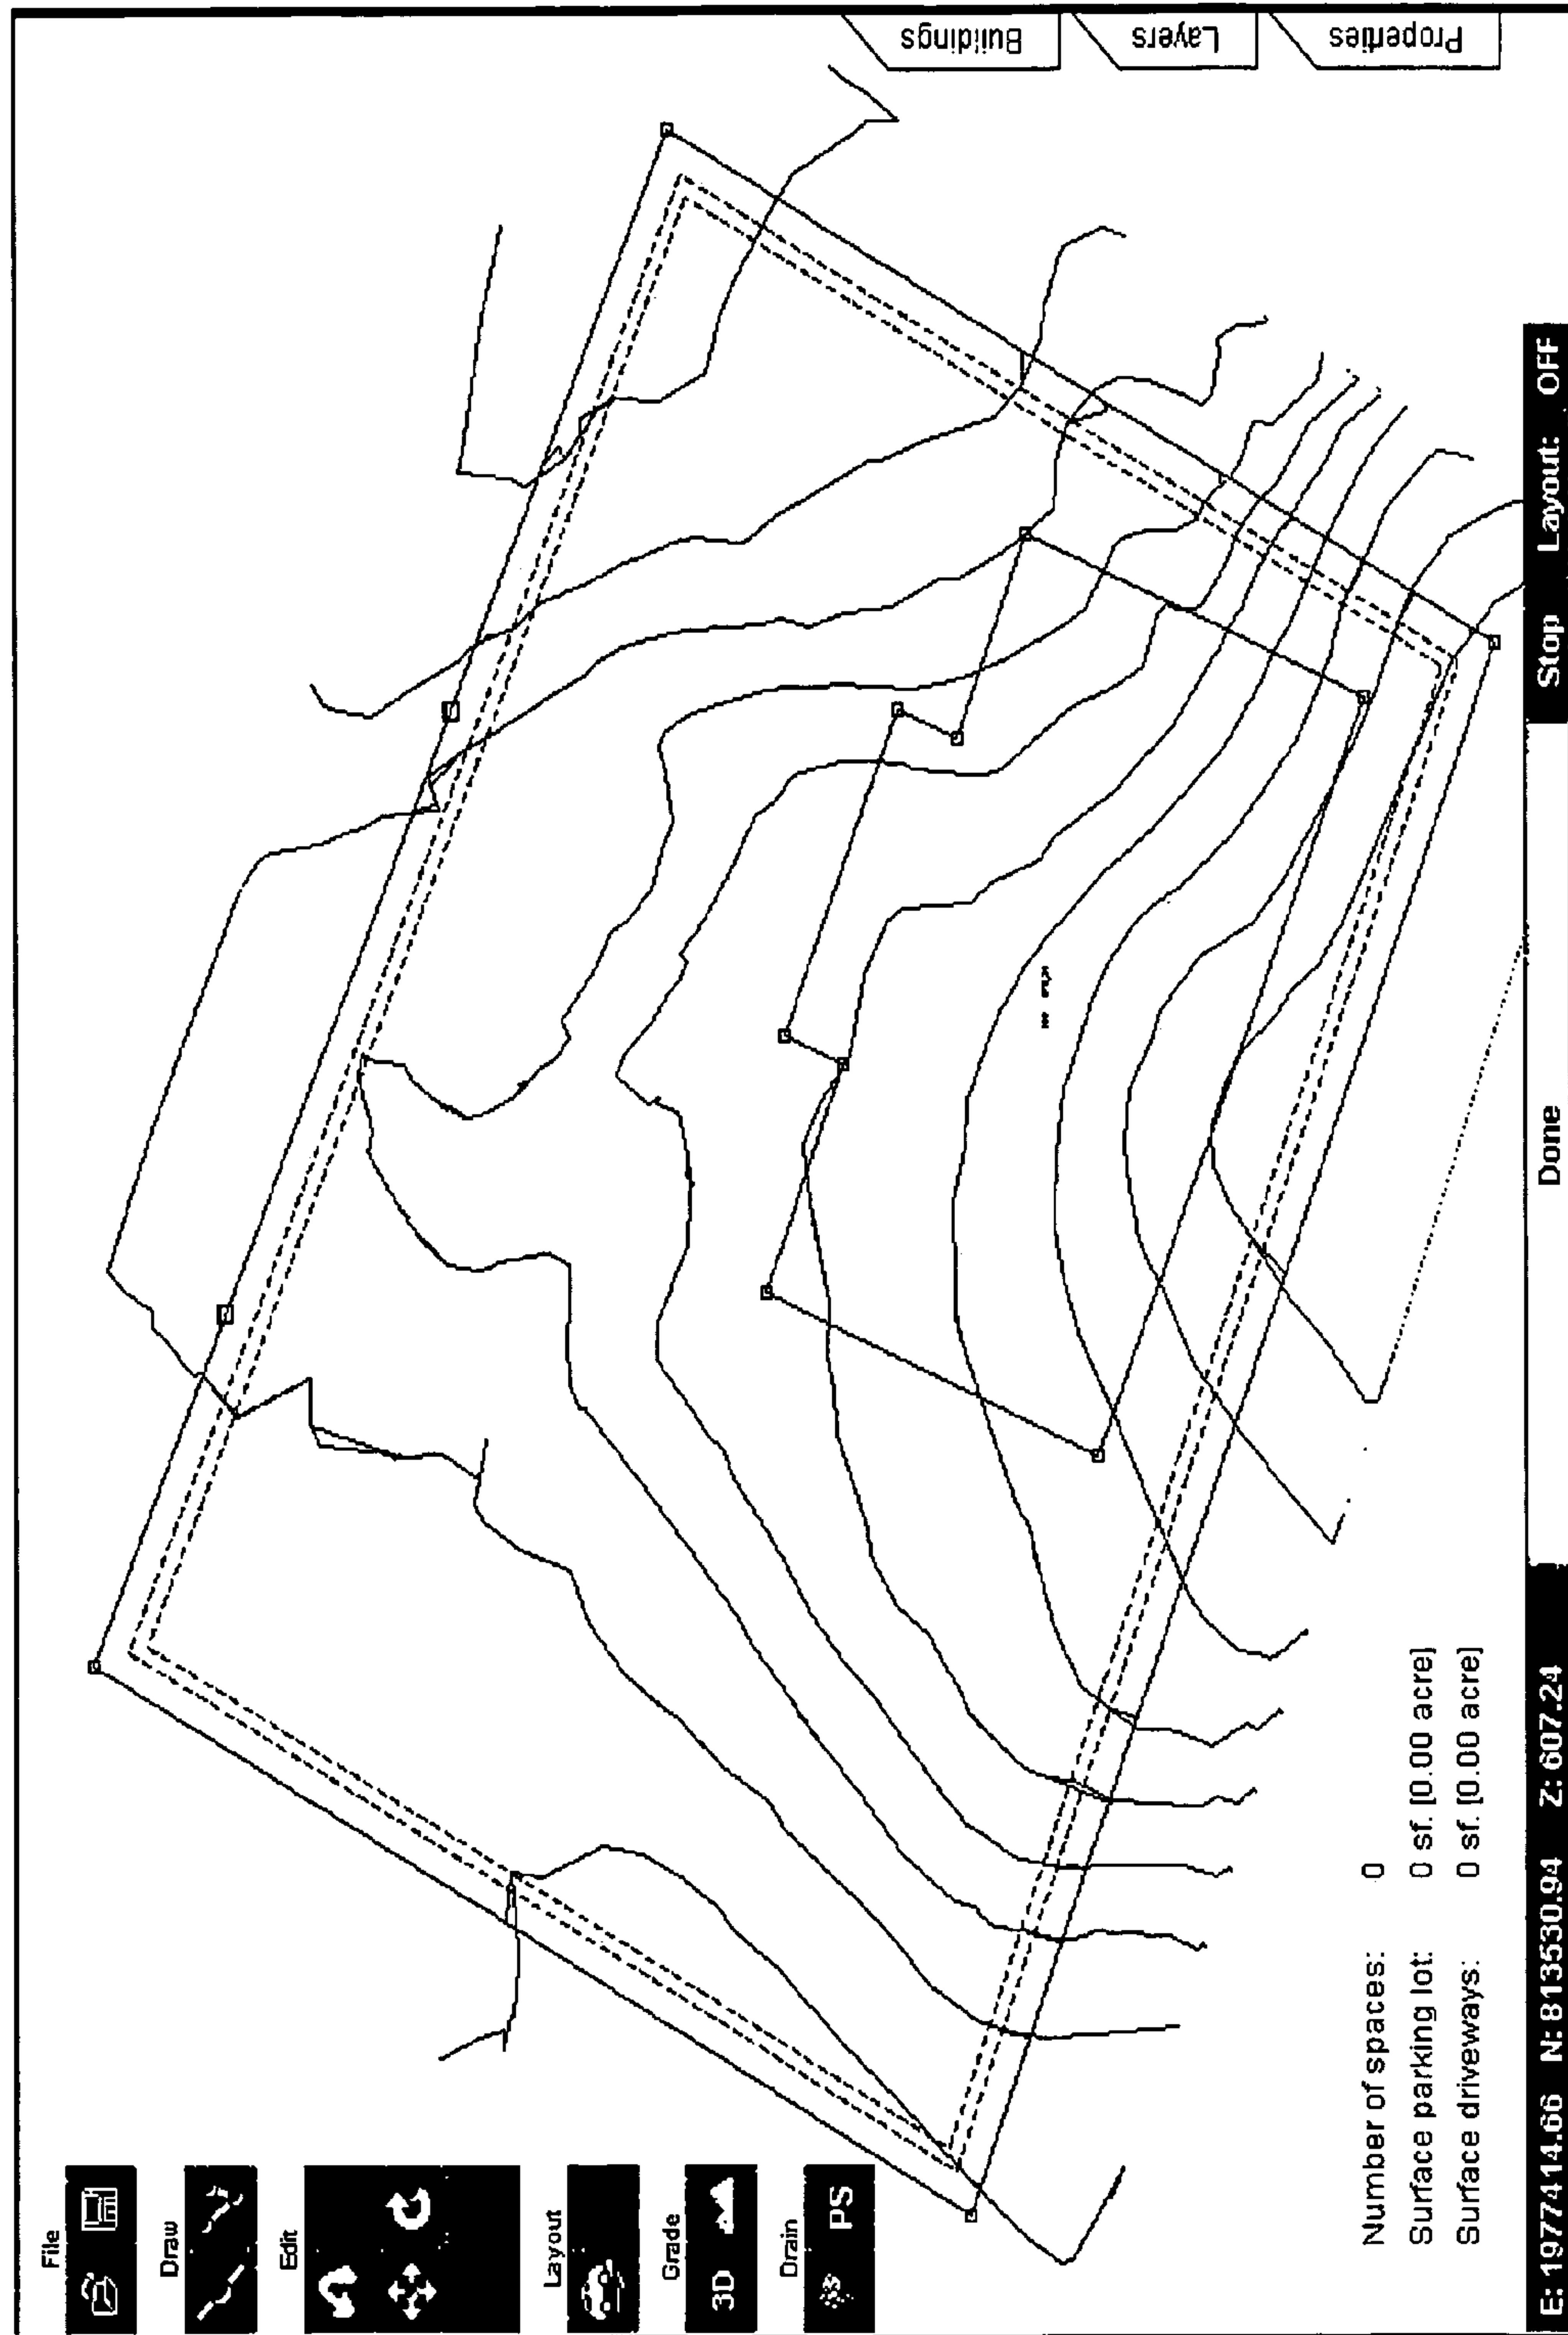 File
Draw
Edit
Layout
Grade
3D
Drain
PS
Buildings
Layers
Properties
Number of spaces: 0
Surface parking lot: 0 sf. [0.00 acre]
Surface driveways: 0 sf. [0.00 acre]
E: 1977414.66 N: 813530.94 Z: 607.24 Done Stop Layout: OFF